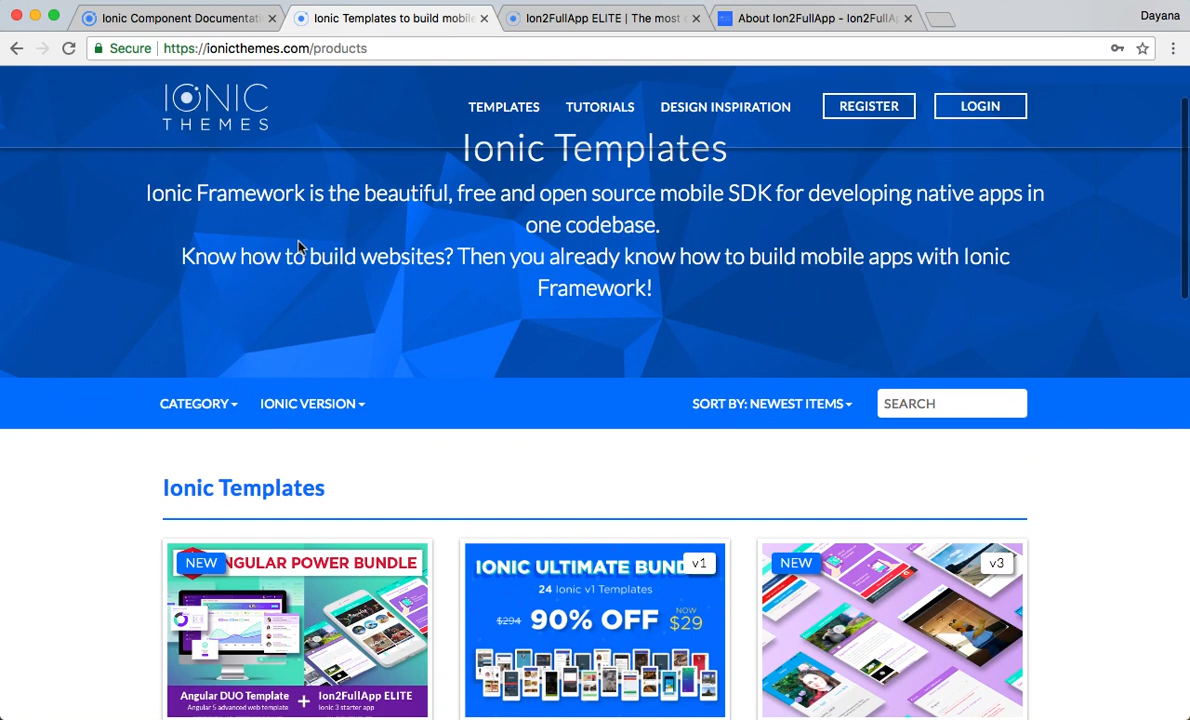 Ionic Component Documentati
Ionic Templates to build mobile
Ion2FullApp ELITE | The most c
About Ion2FullApp - Ion2FullAp
Dayana
Secure
https://ionicthemes.com/products
IONIC
THEMES
TEMPLATES
TUTORIALS
DESIGN INSPIRATION
REGISTER
LOGIN
Ionic Templates
Ionic Framework is the beautiful, free and open source mobile SDK for developing native apps in
one codebase.
Know how to build websites? Then you already know how to build mobile apps with Ionic
Framework!
CATEGORY
IONIC VERSION
SORT BY: NEWEST ITEMS
SEARCH
Ionic Templates
NEW
NGULAR POWER BUNDLE
Angular DUO Template
Angular 5 advanced web template
+
Ion2FullApp ELITE
Ionic 3 starter app
IONIC ULTIMATE BUND
v1
24 Ionic v1 Templates
$294
90% OFF
NOW
$29
NEW
v3